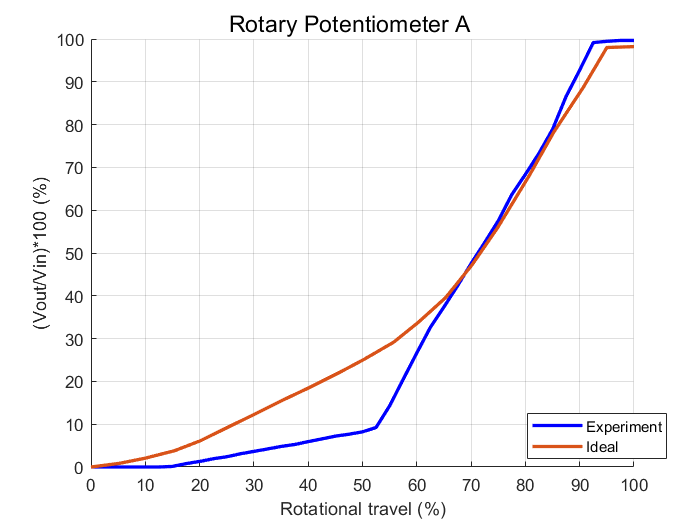 Rotary Potentiometer A
(Vout/Vin)*100 (%)
100
90
80
70
60
50
40
30
20
10
0
0 10 20 30 40 50 60 70 80 90 100
Rotational travel (%)
Experiment
Ideal